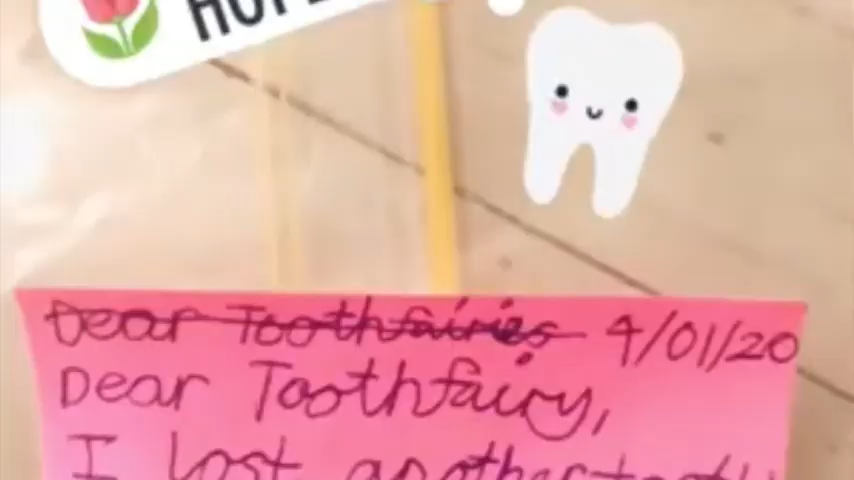 Dear Toothfairies 4/01/20
Dear Toothfairy,
I lost another tooth